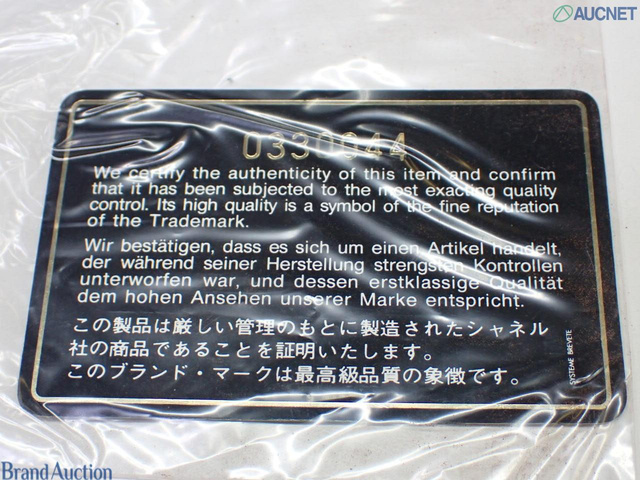 AUCNET
0330044
We certify the authenticity of this item and confirm
that it has been subjected to the most exacting quality
control. Its high quality is a symbol of the fine reputation
of the Trademark.
Wir bestätigen, dass es sich um einen Artikel handelt,
der während seiner Herstellung strengsten Kontrollen
unterworfen war, und dessen erstklassige Qualität
dem hohen Ansehen unserer Marke entspricht.
この製品は厳しい管理のもとに製造されたシャネル
社の商品であることを証明いたします。
このブランド・マークは最高級品質の象徴です。
SYSTEME BREVETE
Brand Auction